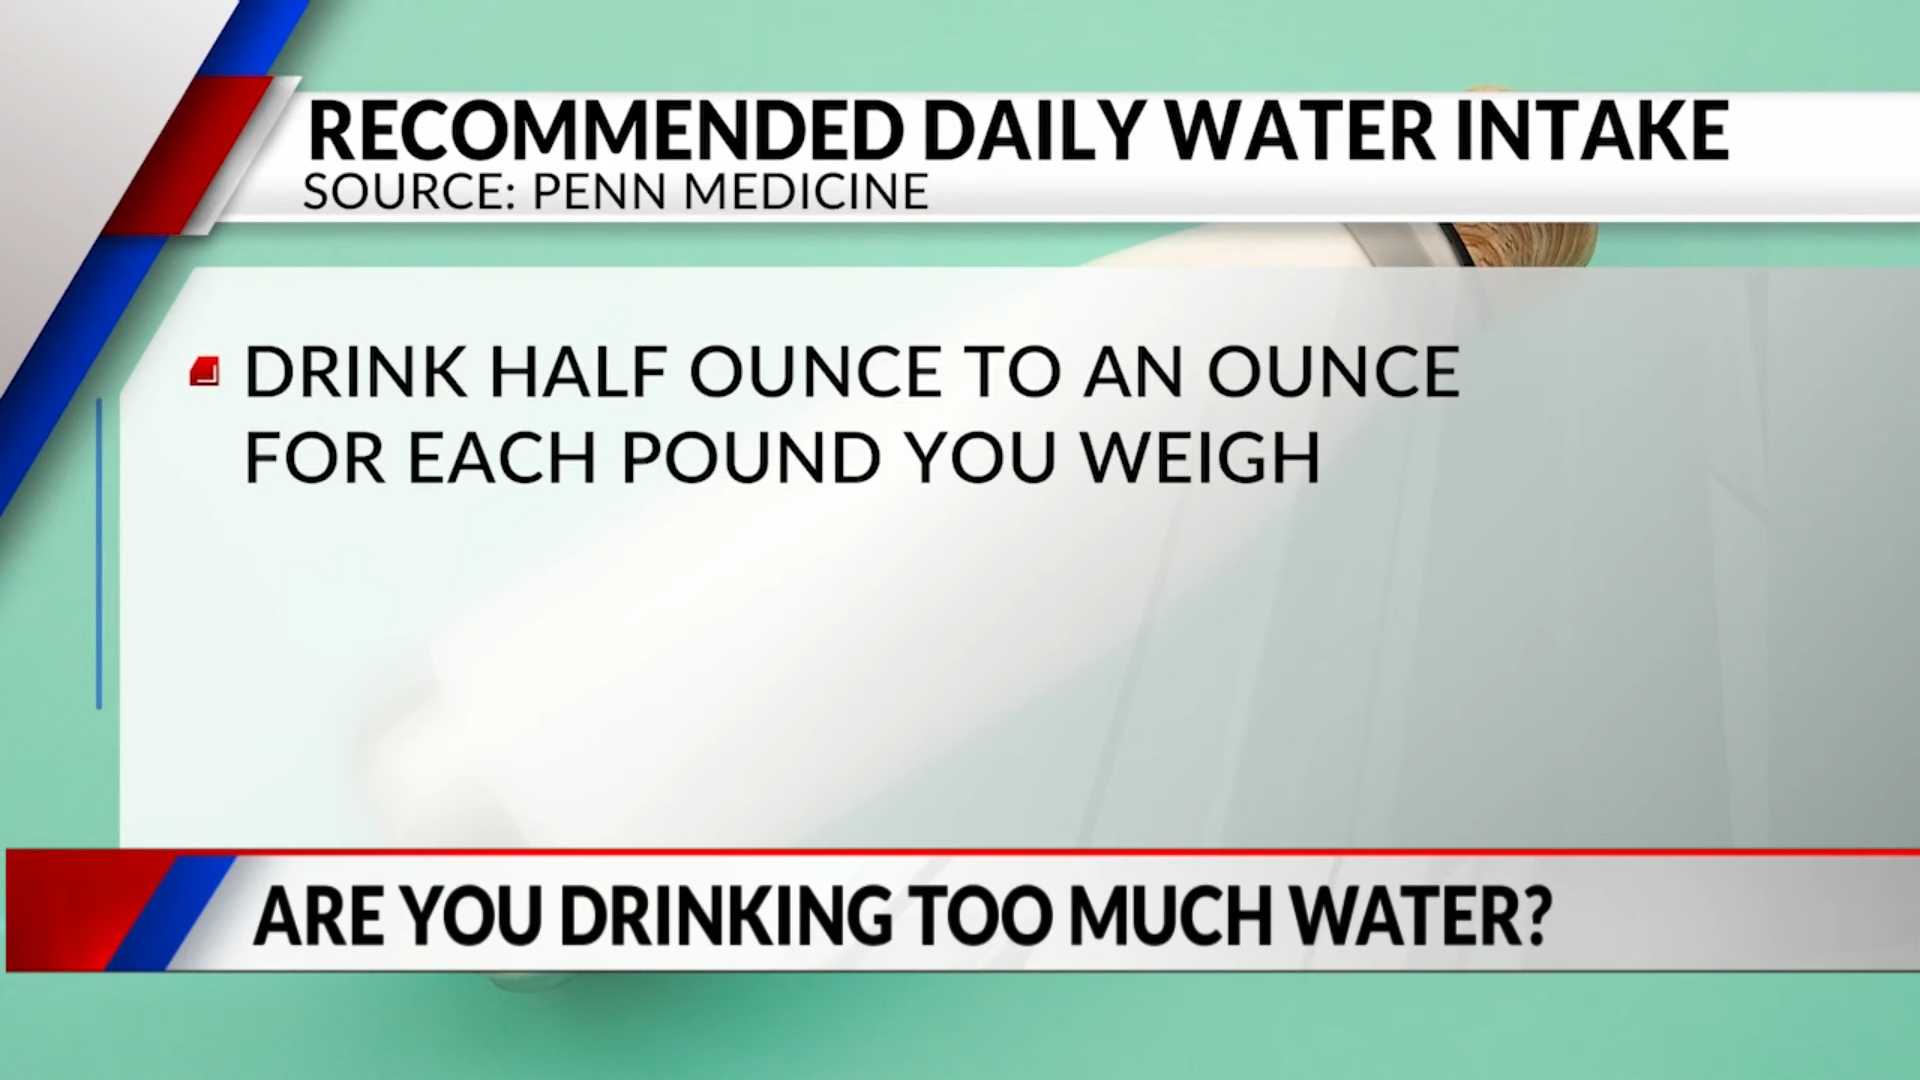 RECOMMENDED DAILY WATER INTAKE
SOURCE: PENN MEDICINE
DRINK HALF OUNCE TO AN OUNCE
FOR EACH POUND YOU WEIGH
ARE YOU DRINKING TOO MUCH WATER?